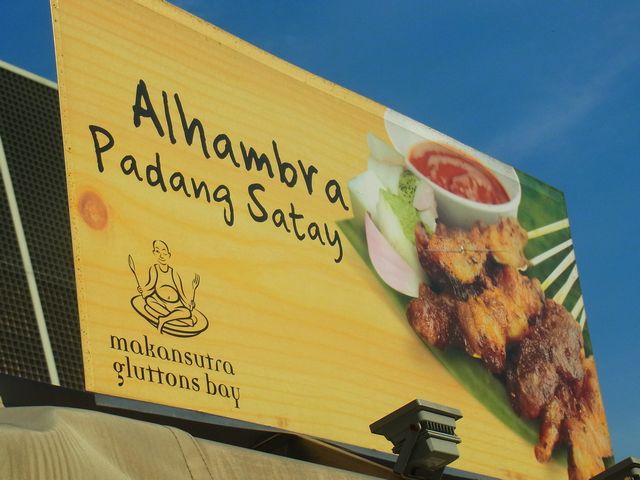 Alhambra
Padang Satay
makansutra
gluttons bay